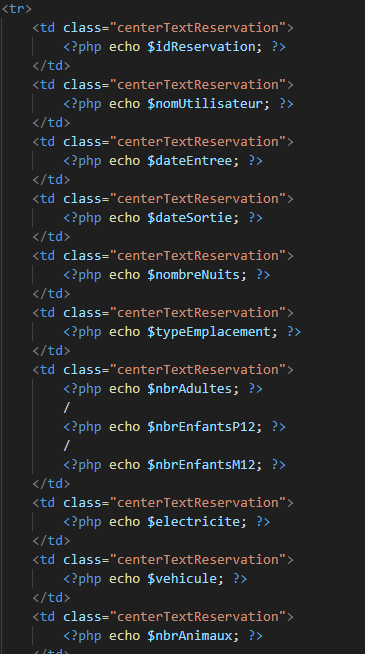 <tr>
<td class="centerTextReservation">
<?php echo $idReservation; ?>
</td>
<td class="centerTextReservation">
<?php echo $nomUtilisateur; ?>
</td>
<td class="centerTextReservation">
<?php echo $dateEntree; ?>
</td>
<td class="centerTextReservation">
<?php echo $dateSortie; ?>
</td>
<td class="centerTextReservation">
<?php echo $nombreNuits; ?>
</td>
<td class="centerTextReservation">
<?php echo $typeEmplacement; ?>
</td>
<td class="centerTextReservation">
<?php echo $nbrAdultes; ?>
/
<?php echo $nbrEnfantsP12; ?>
/
<?php echo $nbrEnfantsM12; ?>
</td>
<td class="centerTextReservation">
<?php echo $electricite; ?>
</td>
<td class="centerTextReservation">
<?php echo $vehicule; ?>
</td>
<td class="centerTextReservation">
<?php echo $nbrAnimaux; ?>
</td>